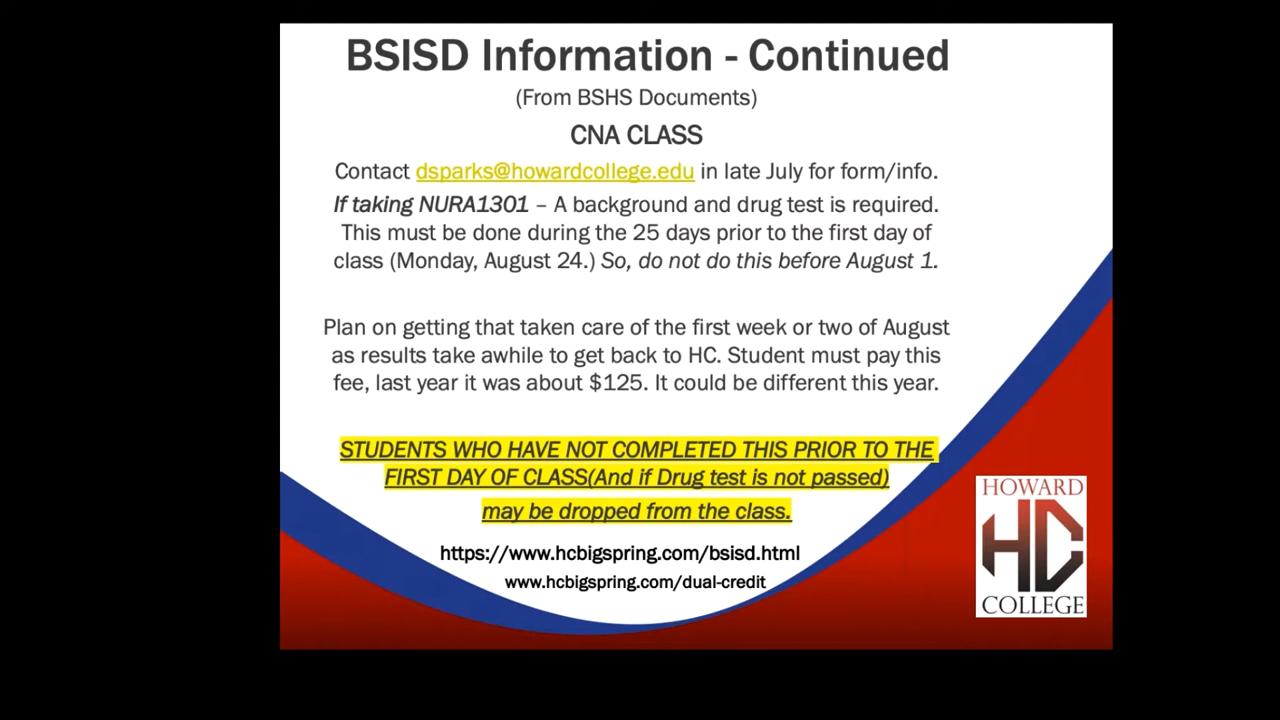 BSISD Information - Continued
(From BSHS Documents)
CNA CLASS
Contact dsparks@howardcollege.edu in late July for form/info.
If taking NURA1301 – A background and drug test is required.
This must be done during the 25 days prior to the first day of
class (Monday, August 24.) So, do not do this before August 1.
Plan on getting that taken care of the first week or two of August
as results take awhile to get back to HC. Student must pay this
fee, last year it was about $125. It could be different this year.
STUDENTS WHO HAVE NOT COMPLETED THIS PRIOR TO THE
FIRST DAY OF CLASS(And if Drug test is not passed)
may be dropped from the class.
https://www.hcbigspring.com/bsisd.html
www.hcbigspring.com/dual-credit
HOWARD
HC
COLLEGE